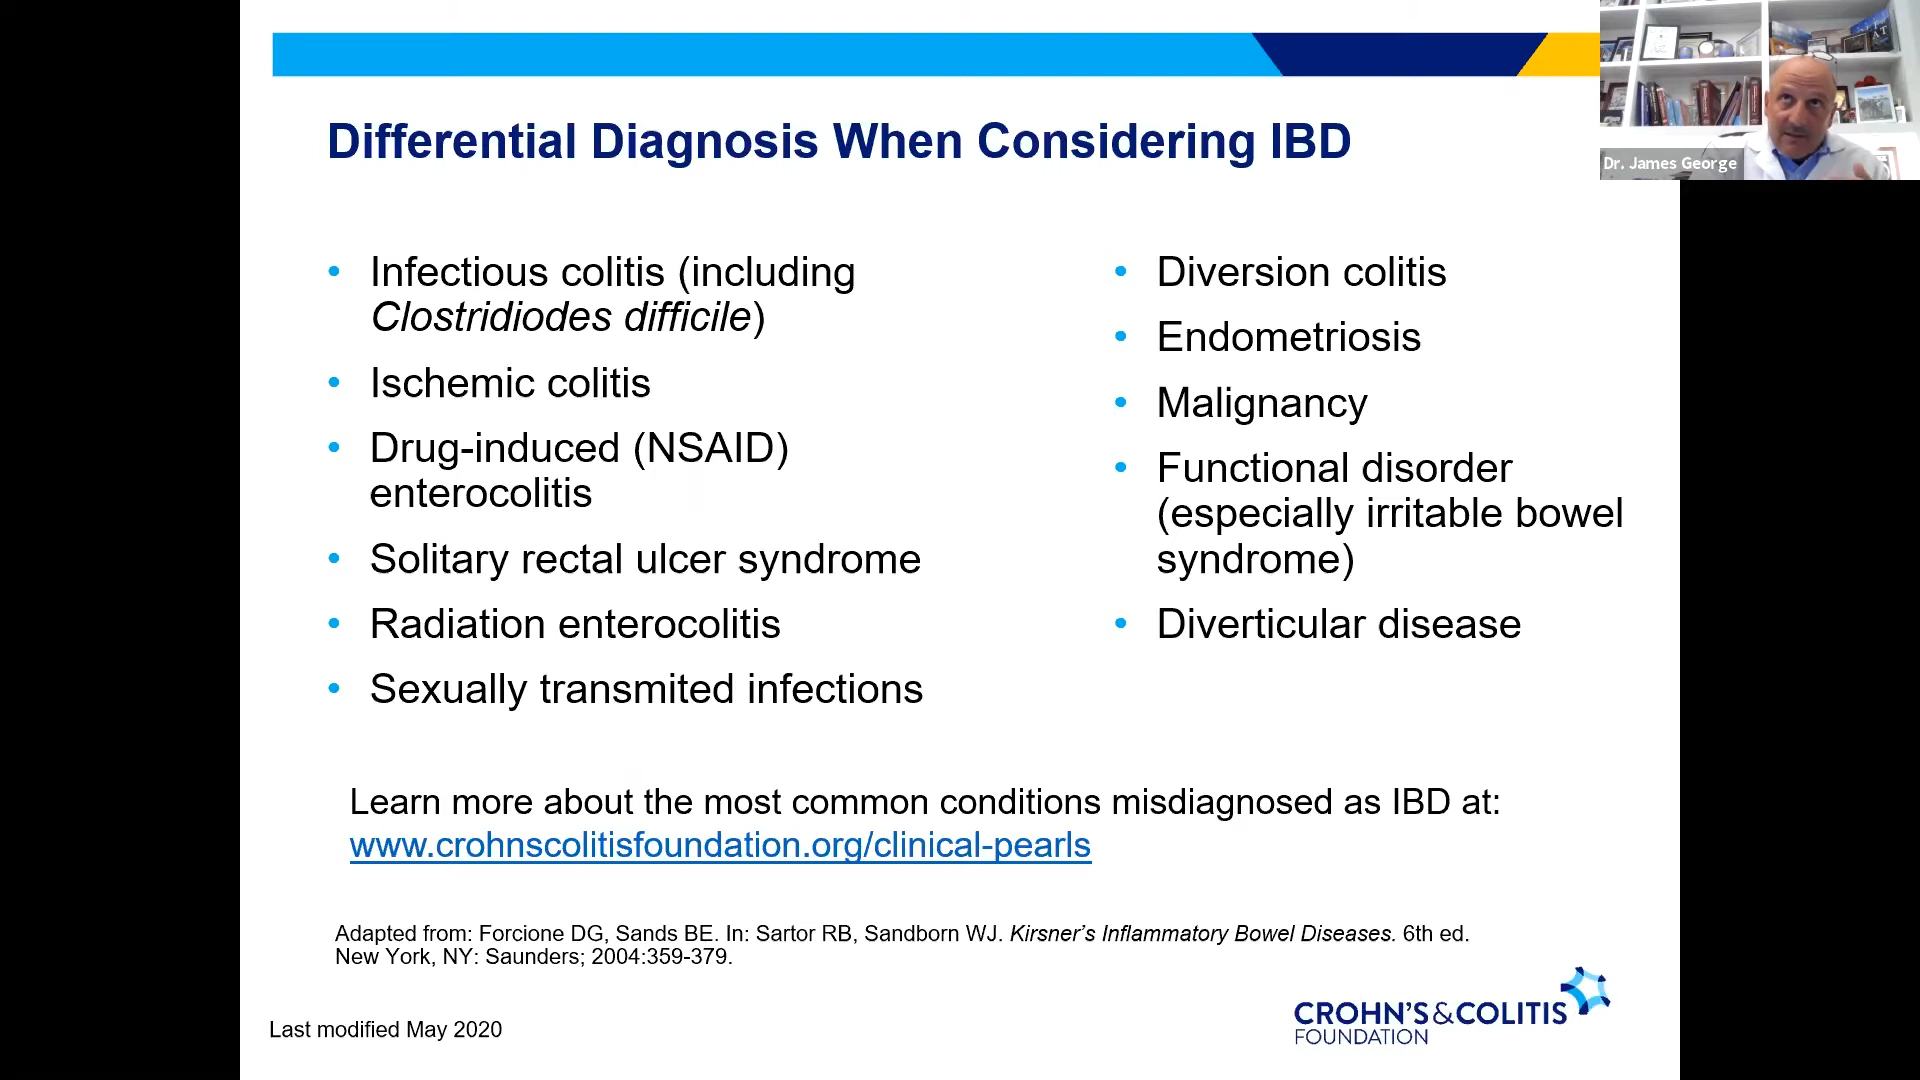 Differential Diagnosis When Considering IBD
Dr. James George
• Infectious colitis (including
Clostridiodes difficile)
• Ischemic colitis
• Drug-induced (NSAID)
enterocolitis
• Solitary rectal ulcer syndrome
• Radiation enterocolitis
• Sexually transmited infections
• Diversion colitis
• Endometriosis
• Malignancy
• Functional disorder
(especially irritable bowel
syndrome)
• Diverticular disease
Learn more about the most common conditions misdiagnosed as IBD at:
www.crohnscolitisfoundation.org/clinical-pearls
Adapted from: Forcione DG, Sands BE. In: Sartor RB, Sandborn WJ. Kirsner’s Inflammatory Bowel Diseases. 6th ed.
New York, NY: Saunders; 2004:359-379.
Last modified May 2020
CROHN’S&COLITIS
FOUNDATION